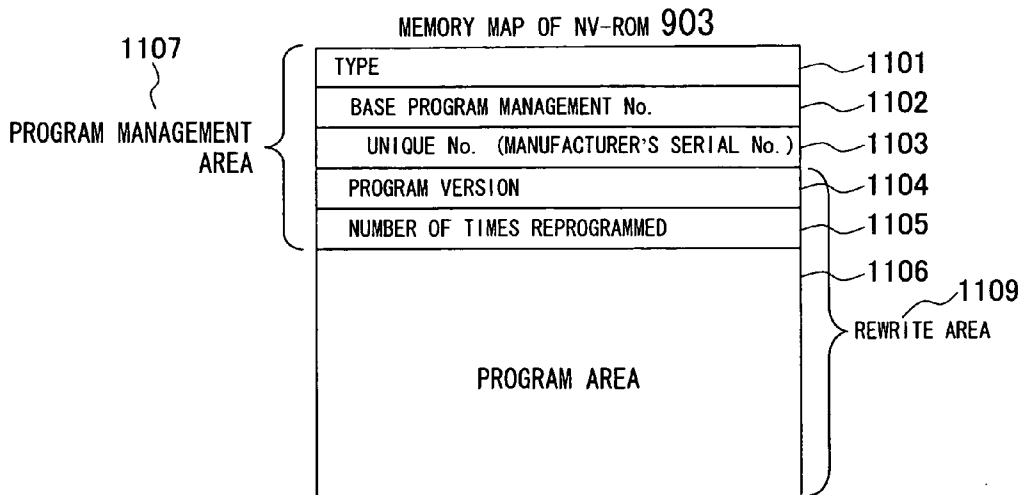 MEMORY MAP OF NV-ROM 903
1107
PROGRAM MANAGEMENT
AREA
TYPE
1101
BASE PROGRAM MANAGEMENT No.
1102
UNIQUE No. (MANUFACTURER'S SERIAL No.)
1103
PROGRAM VERSION
1104
NUMBER OF TIMES REPROGRAMMED
1105
1106
1109
REWRITE AREA
PROGRAM AREA